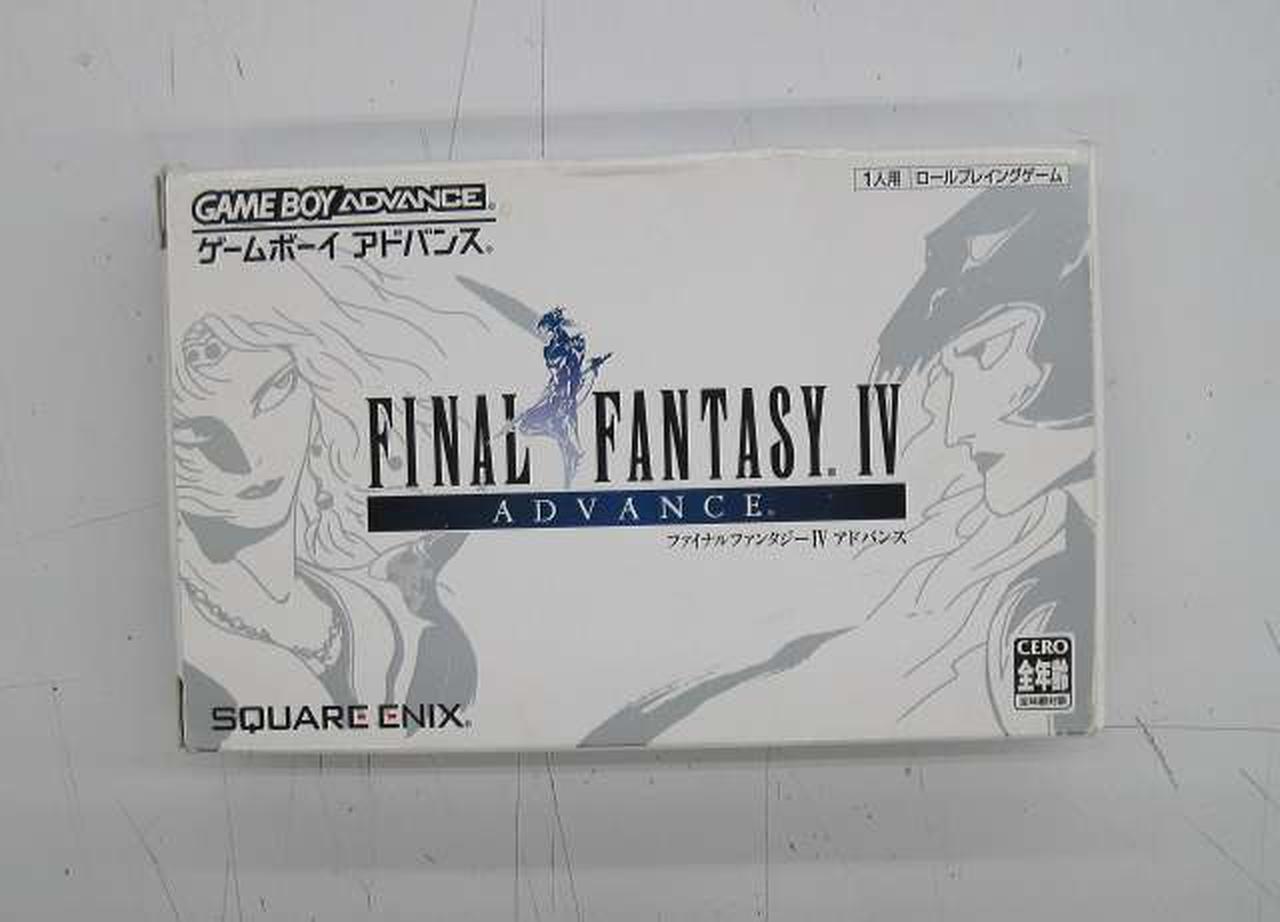 GAME BOY ADVANCE
ゲームボーイ アドバンス
1人用 ロールプレイングゲーム
FINAL FANTASY IV
ADVANCE
ファイナルファンタジーIV アドバンス
SQUARE ENIX
CERO
全年齢